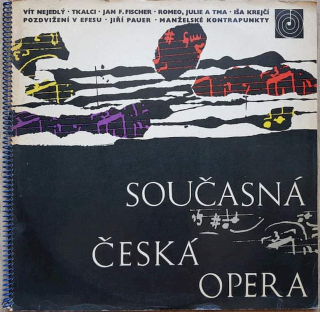 VÍT NEJEDLÝ • TKALCI • JAN F. FISCHER • ROMEO, JULIE A TMA • IŠA KREJČÍ
POZDVIŽENÍ V EFESU • JIŘÍ PAUER • MANŽELSKÉ KONTRAPUNKTY
SOUČASNÁ
ČESKÁ
OPERA